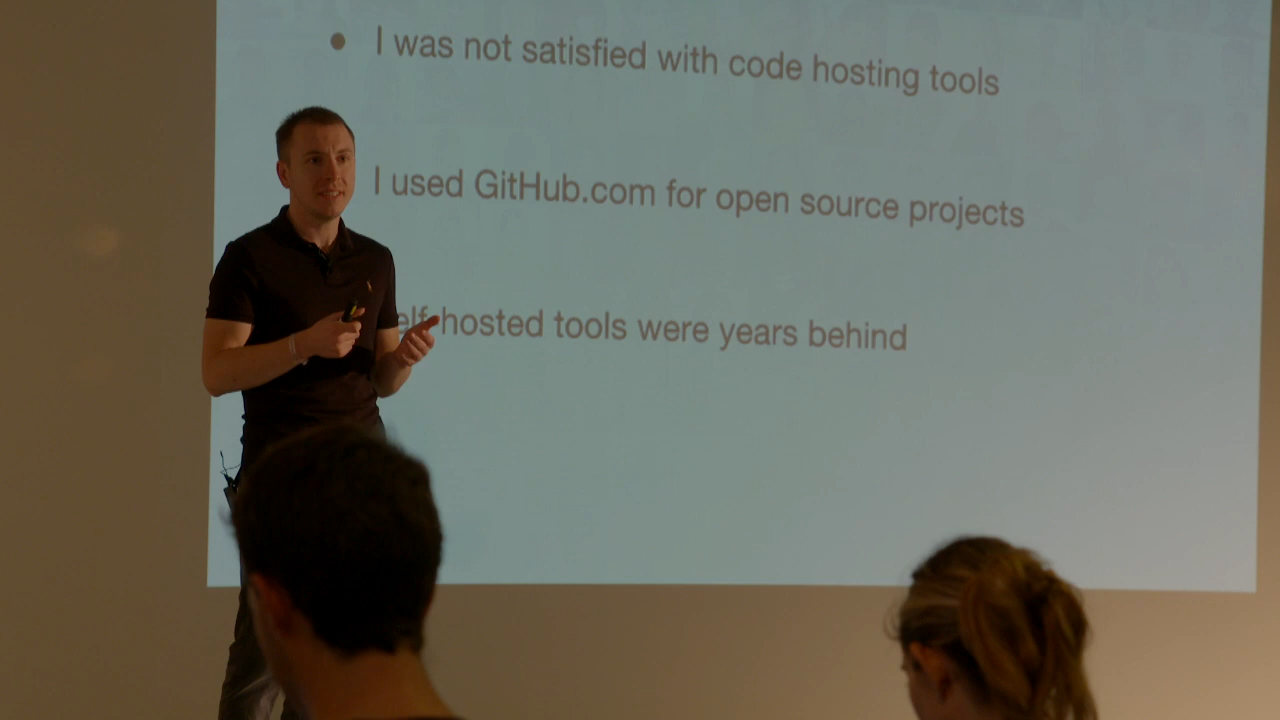 • I was not satisfied with code hosting tools
I used GitHub.com for open source projects
elf-hosted tools were years behind